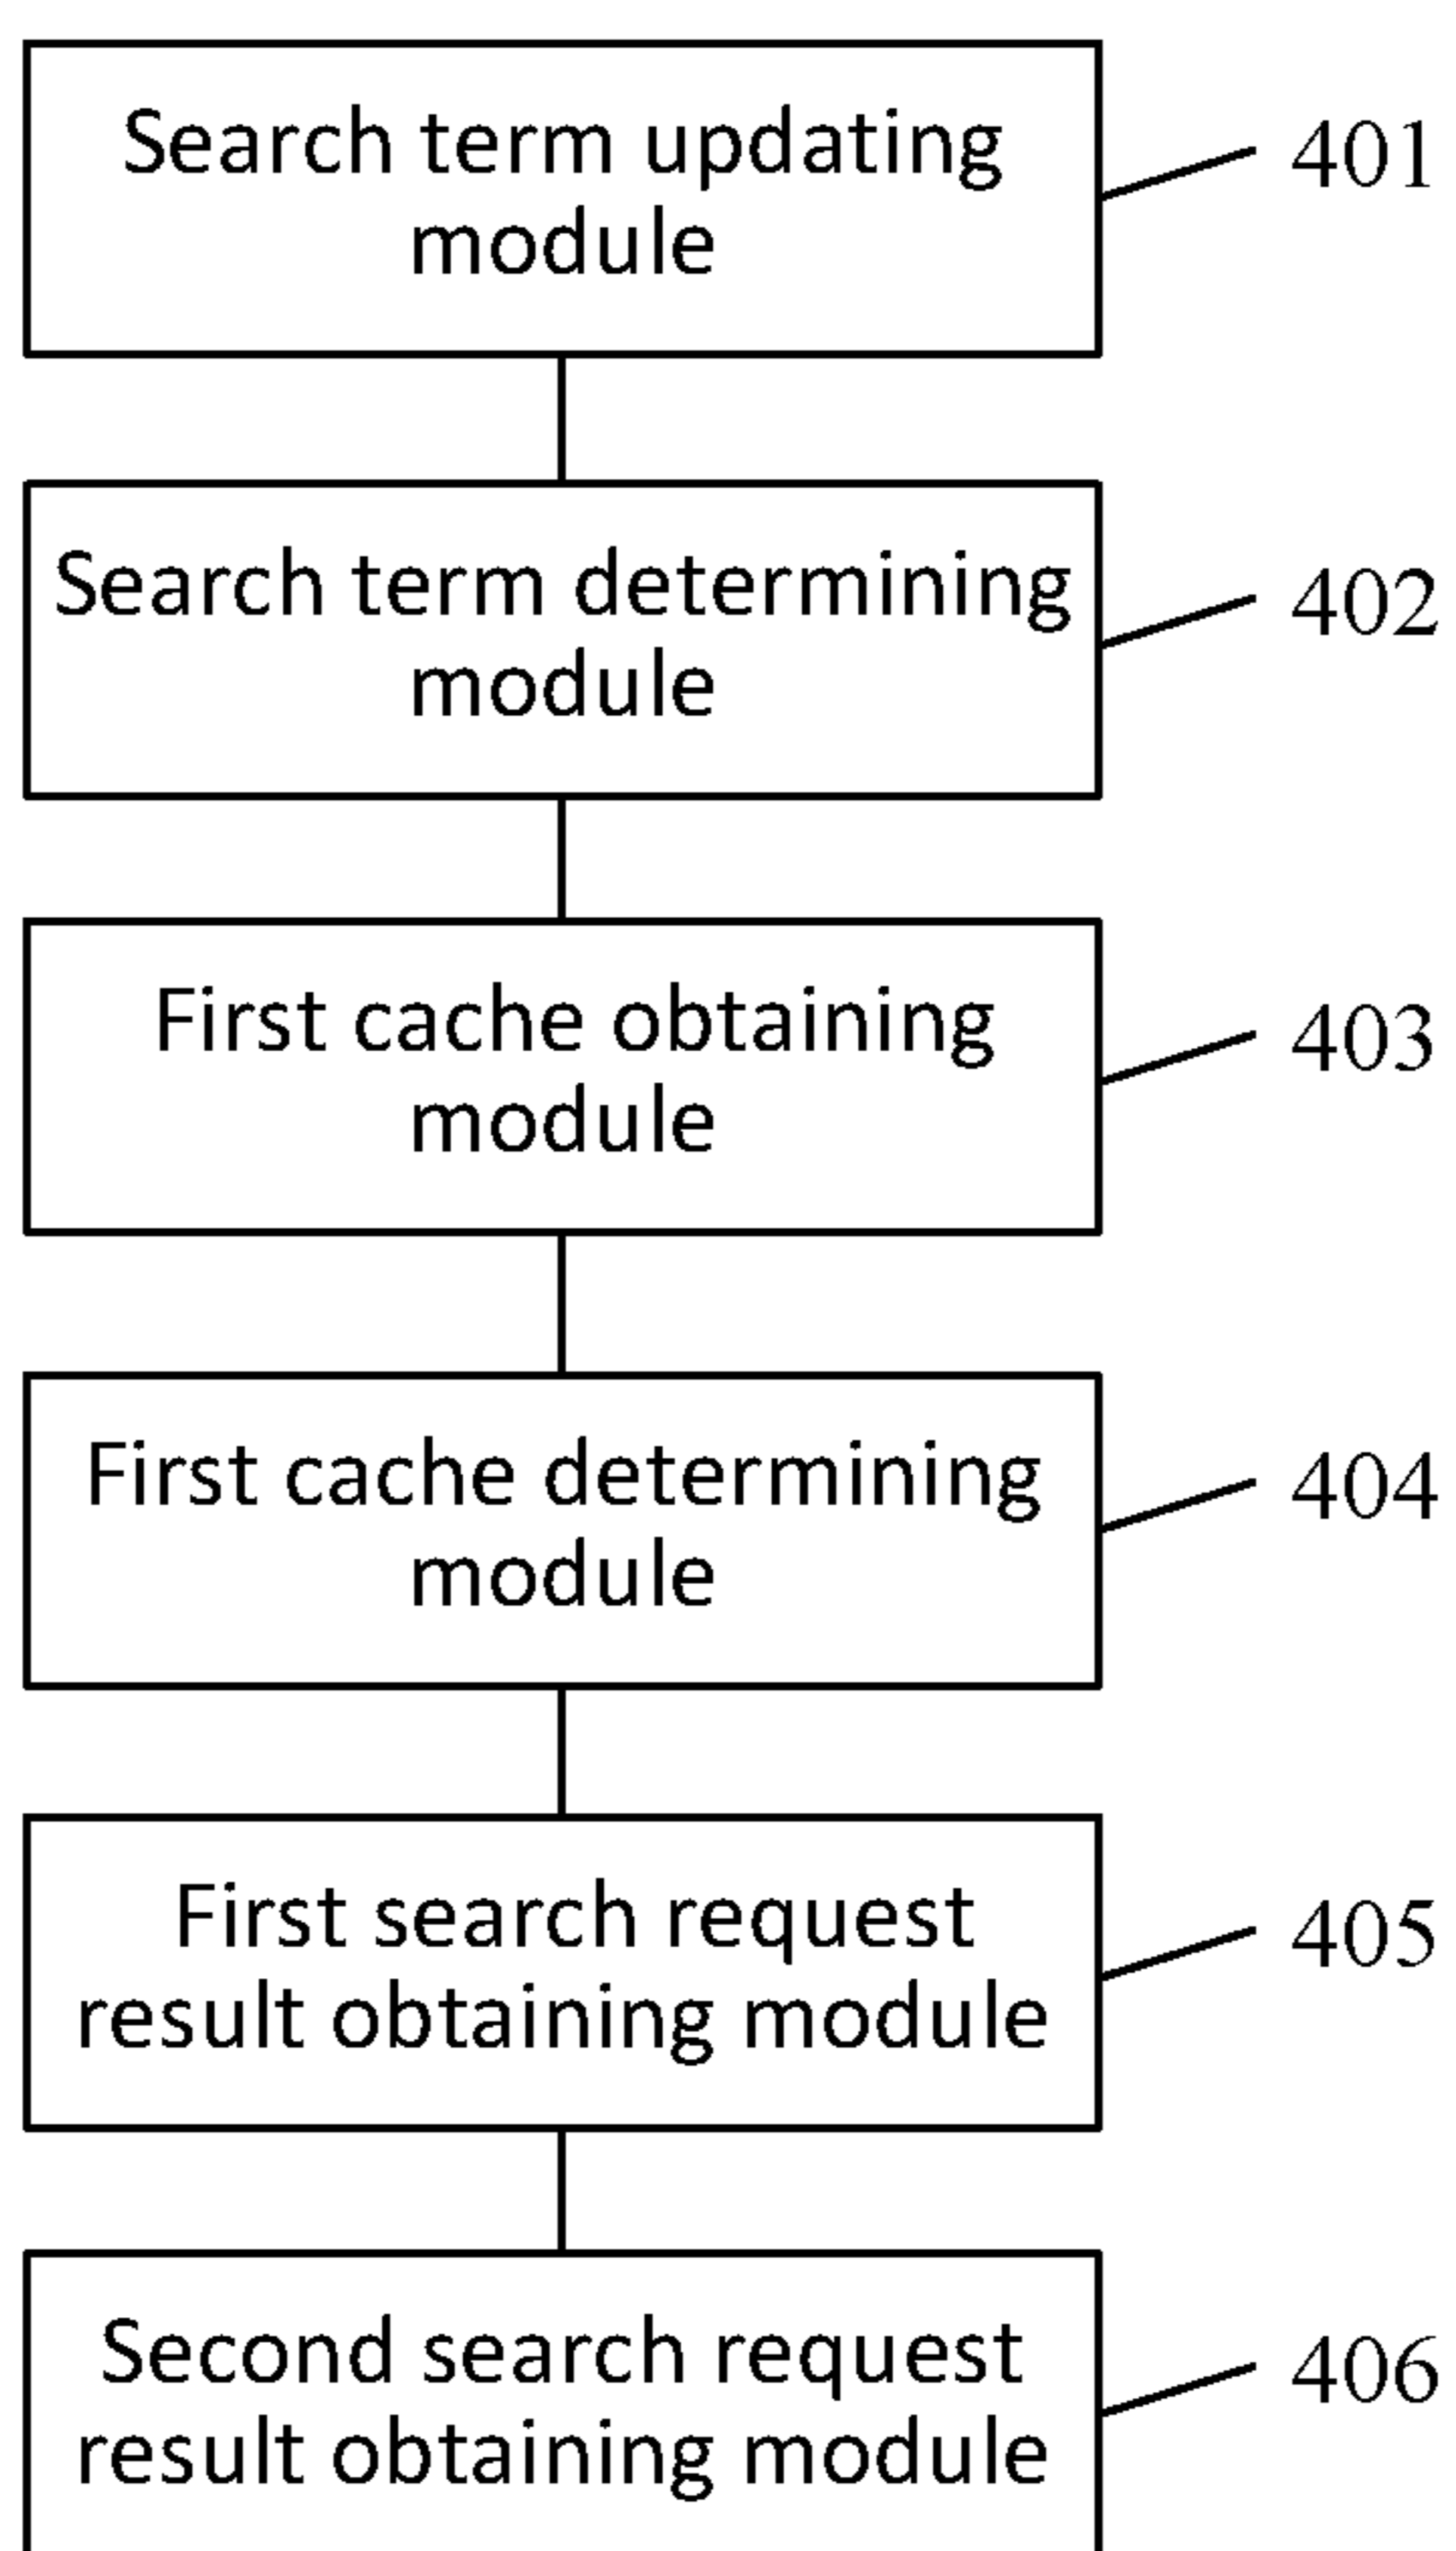 Search term updating
module
401
Search term determining
module
402
First cache obtaining
module
403
First cache determining
module
404
First search request
result obtaining module
405
Second search request
result obtaining module
406